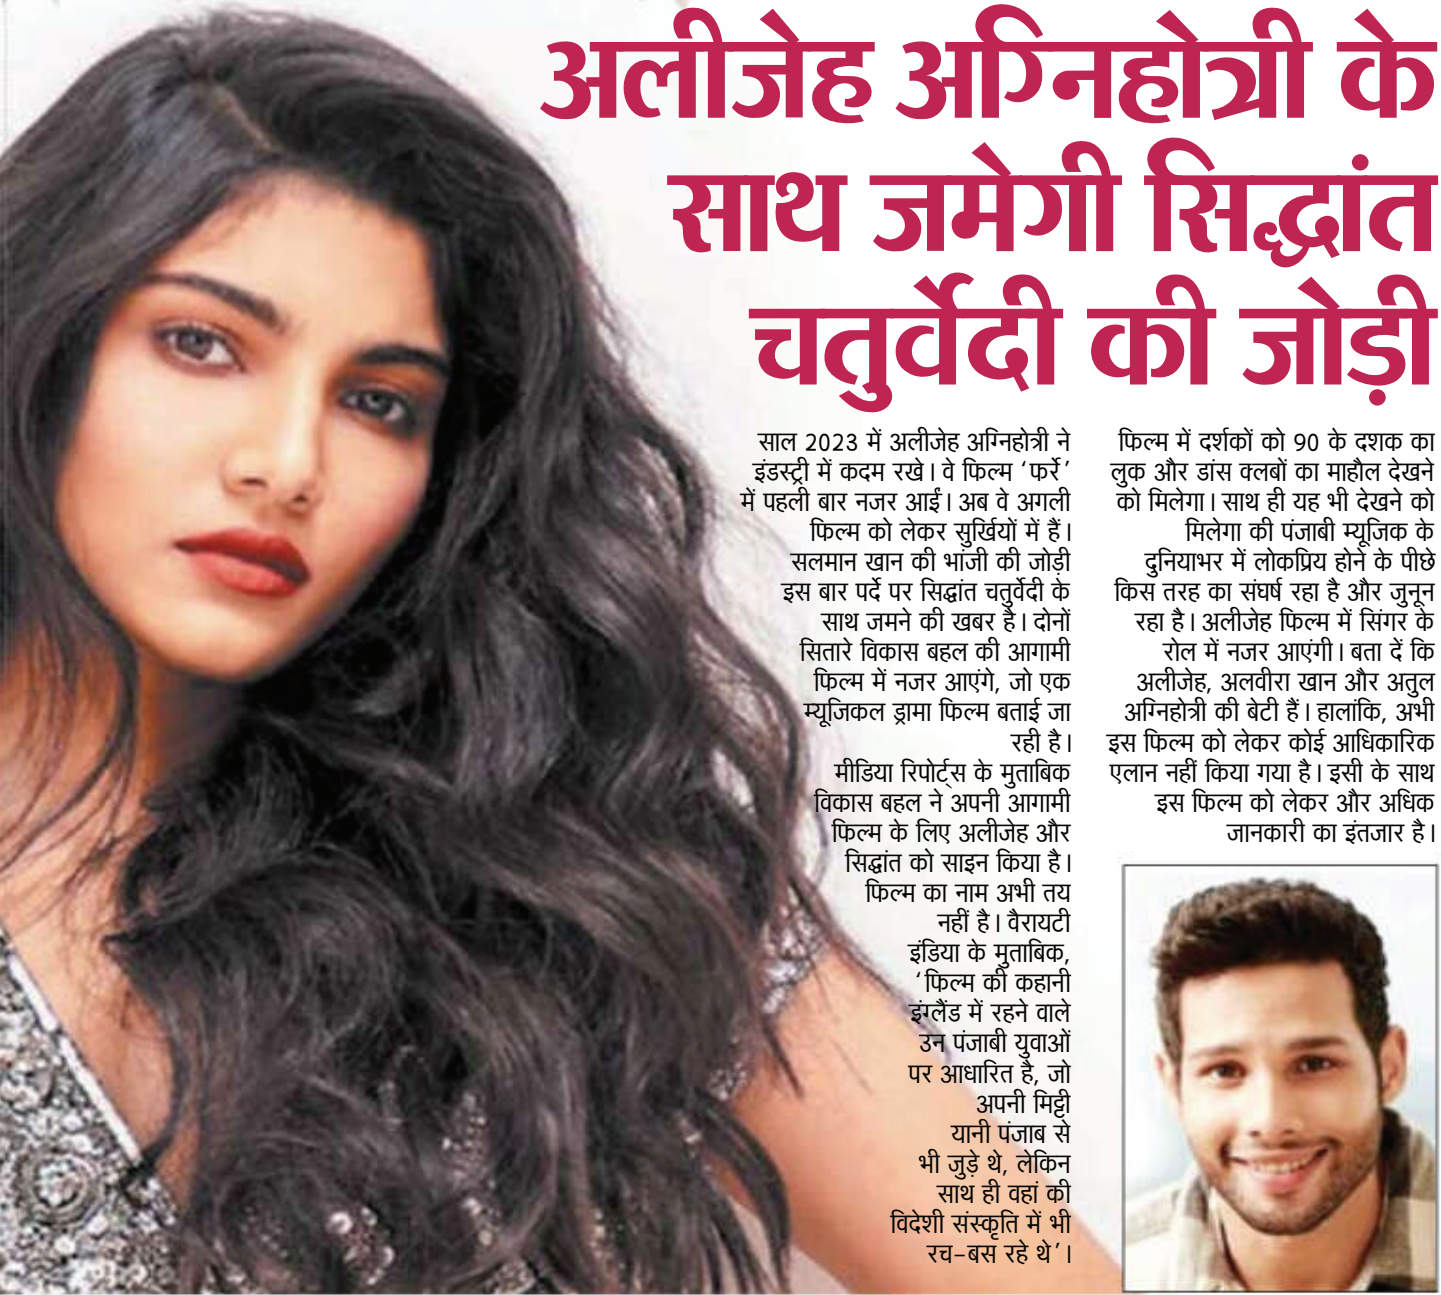 अलीजेह अग्निहोत्री के
साथ जमेगी सिद्धांत
चतुर्वेदी की जोड़ी
साल 2023 में अलीजेह अग्निहोत्री ने
इंडस्ट्री में कदम रखे। वे फिल्म ‘फर्रे’
में पहली बार नजर आईं। अब वे अगली
फिल्म को लेकर सुर्खियों में हैं।
सलमान खान की भांजी की जोड़ी
इस बार पर्दे पर सिद्धांत चतुर्वेदी के
साथ जमने की खबर है। दोनों
सितारे विकास बहल की आगामी
फिल्म में नजर आएंगे, जो एक
म्यूजिकल ड्रामा फिल्म बताई जा
रही है।
मीडिया रिपोर्ट्स के मुताबिक
विकास बहल ने अपनी आगामी
फिल्म के लिए अलीजेह और
सिद्धांत को साइन किया है।
फिल्म का नाम अभी तय
नहीं है। वैरायटी
इंडिया के मुताबिक,
‘फिल्म की कहानी
इंग्लैंड में रहने वाले
उन पंजाबी युवाओं
पर आधारित है, जो
अपनी मिट्टी
यानी पंजाब से
भी जुड़े थे, लेकिन
साथ ही वहां की
विदेशी संस्कृति में भी
रच-बस रहे थे’।
फिल्म में दर्शकों को 90 के दशक का
लुक और डांस क्लबों का माहौल देखने
को मिलेगा। साथ ही यह भी देखने को
मिलेगा की पंजाबी म्यूजिक के
दुनियाभर में लोकप्रिय होने के पीछे
किस तरह का संघर्ष रहा है और जुनून
रहा है। अलीजेह फिल्म में सिंगर के
रोल में नजर आएंगी। बता दें कि
अलीजेह, अलवीरा खान और अतुल
अग्निहोत्री की बेटी हैं। हालांकि, अभी
इस फिल्म को लेकर कोई आधिकारिक
एलान नहीं किया गया है। इसी के साथ
इस फिल्म को लेकर और अधिक
जानकारी का इंतजार है।